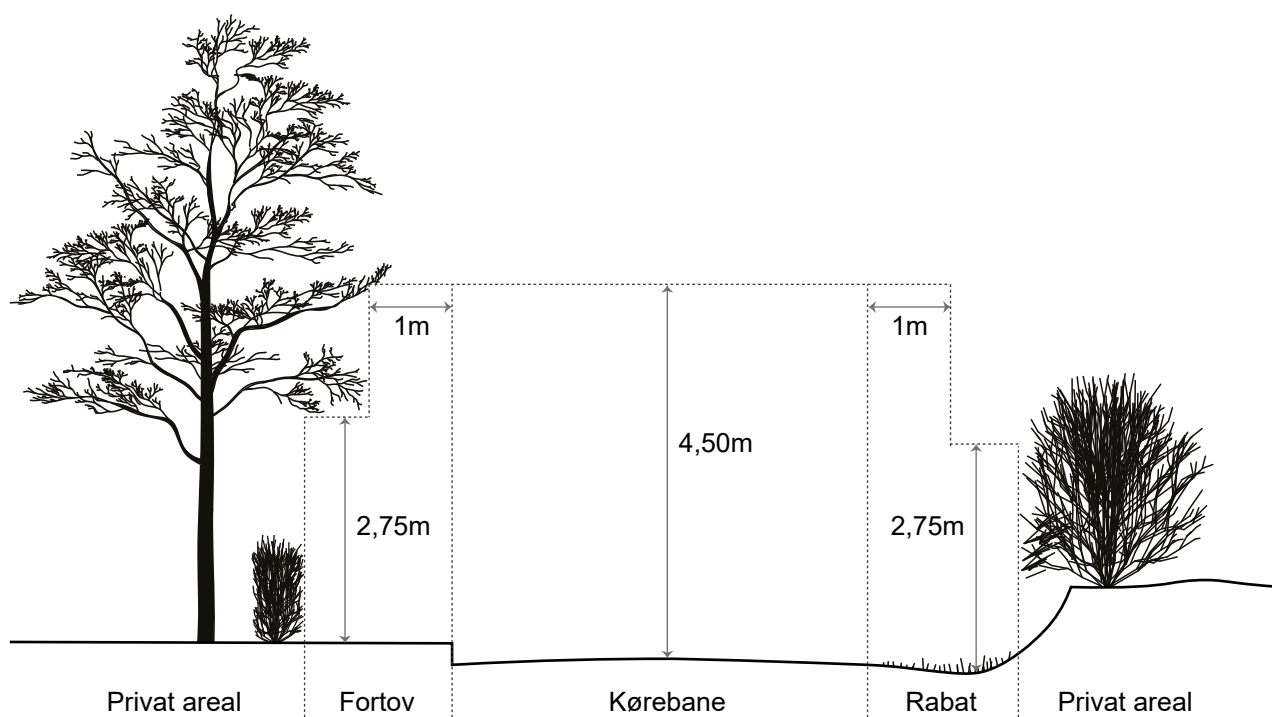 1m
1m
4,50m
2,75m
2,75m
Privat areal
Fortov
Kørebane
Rabat
Privat areal